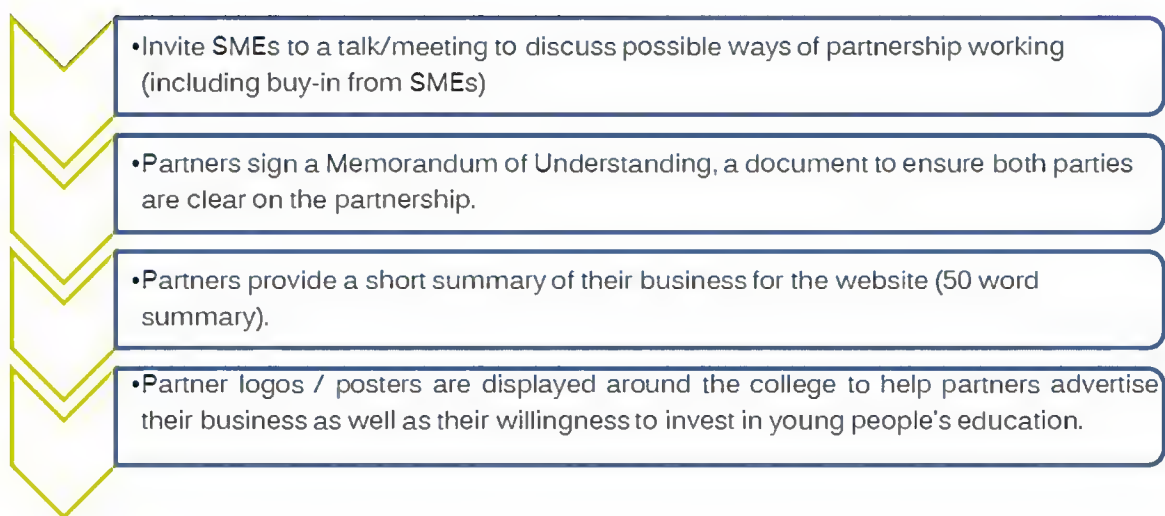 •Invite SMEs to a talk/meeting to discuss possible ways of partnership working
(including buy-in from SMEs)
•Partners sign a Memorandum of Understanding, a document to ensure both parties
are clear on the partnership.
•Partners provide a short summary of their business for the website (50 word
summary).
•Partner logos / posters are displayed around the college to help partners advertise
their business as well as their willingness to invest in young people's education.